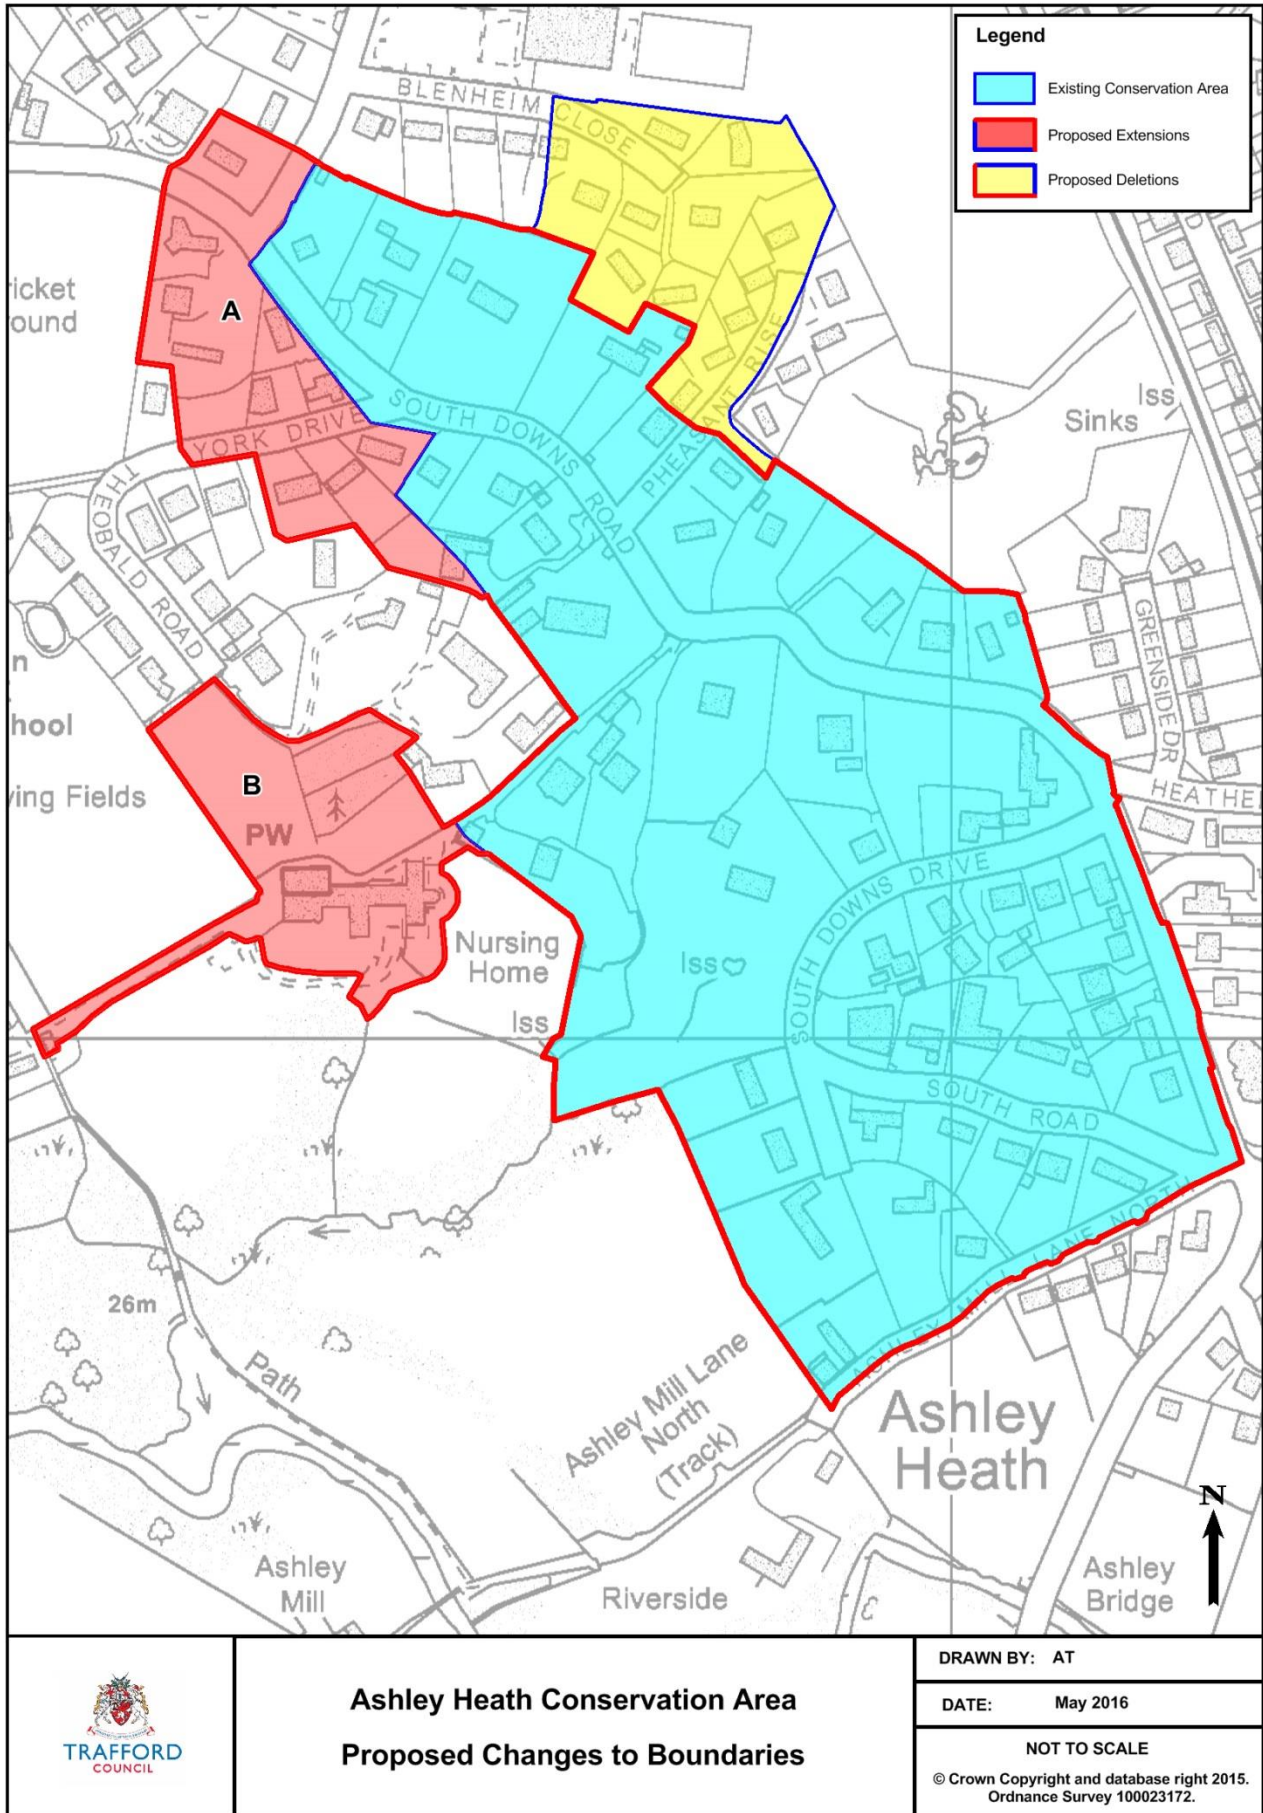 Legend
Existing Conservation Area
Proposed Extensions
Proposed Deletions
BLENHEIM CLOSE
ricket
ound
A
YORK DRIVE
SOUTH DOWNS ROAD
PHEASANT RISE
Iss
Sinks
THEOBALD ROAD
GREENSIDE DR
n
hool
ying Fields
B
PW
HEATHE
SOUTH DOWNS DRIVE
Nursing
Home
Iss
Iss
SOUTH ROAD
ASHLEY MILL LANE NORTH
26m
Path
Ashley Mill Lane
North
(Track)
Ashley
Heath
N
Ashley
Mill
Riverside
Ashley
Bridge
TRAFFORD
COUNCIL
Ashley Heath Conservation Area
Proposed Changes to Boundaries
DRAWN BY: AT
DATE: May 2016
NOT TO SCALE
© Crown Copyright and database right 2015.
Ordnance Survey 100023172.